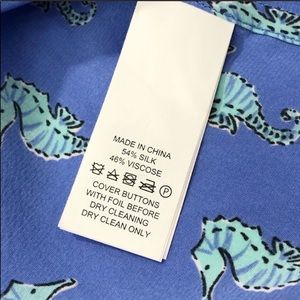 MADE IN CHINA
54% SILK
46% VISCOSE
P
COVER BUTTONS
WITH FOIL BEFORE
DRY CLEANING
DRY CLEAN ONLY